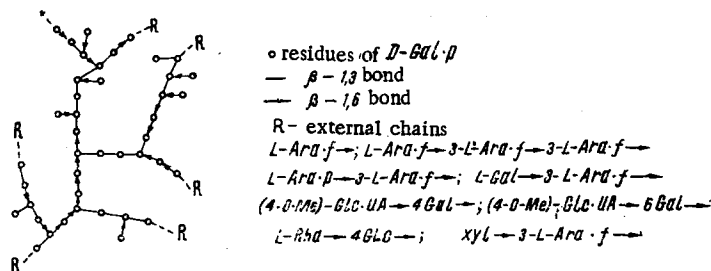 R
R
R
R
R
R
residues of D-Gal·p
β-1,3 bond
β-1,6 bond
R- external chains
L-Ara·f→; L-Ara·f→3-L-Ara·f→3-L-Ara·f→
L-Ara·p→3-L-Ara·f→; L-Gal→3-L-Ara·f→
(4-O-Me)-Glc·UA→4Gal→; (4-O-Me)-Glc·UA→6Gal→
L-Rha→4Glc→; Xyl→3-L-Ara·f→